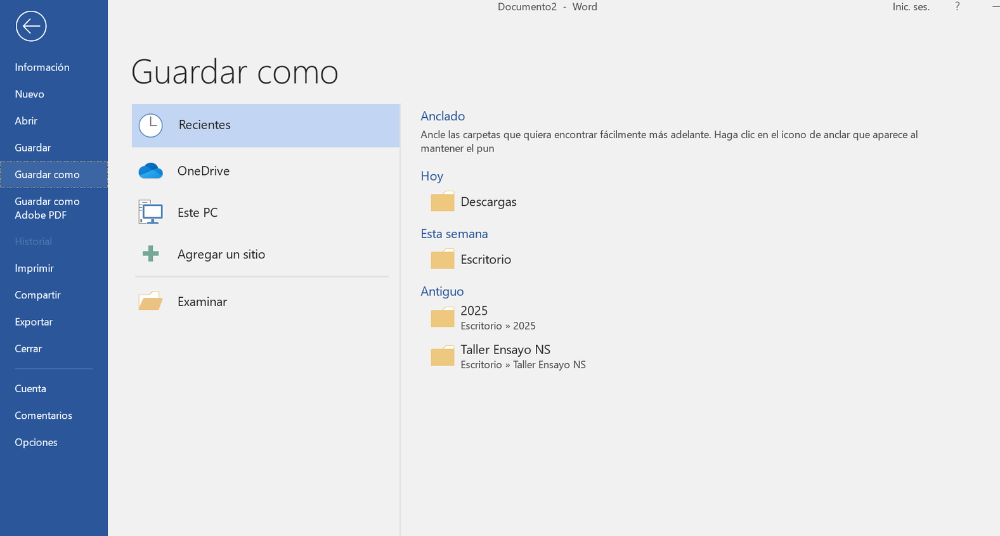 Documento2 - Word
Inic. ses.
?
Información
Nuevo
Abrir
Guardar
Guardar como
Guardar como
Adobe PDF
Historial
Imprimir
Compartir
Exportar
Cerrar
Cuenta
Comentarios
Opciones
Guardar como
Recientes
OneDrive
Este PC
Agregar un sitio
Examinar
Anclado
Ancle las carpetas que quiera encontrar fácilmente más adelante. Haga clic en el icono de anclar que aparece al
mantener el pun
Hoy
Descargas
Esta semana
Escritorio
Antiguo
2025
Escritorio » 2025
Taller Ensayo NS
Escritorio » Taller Ensayo NS